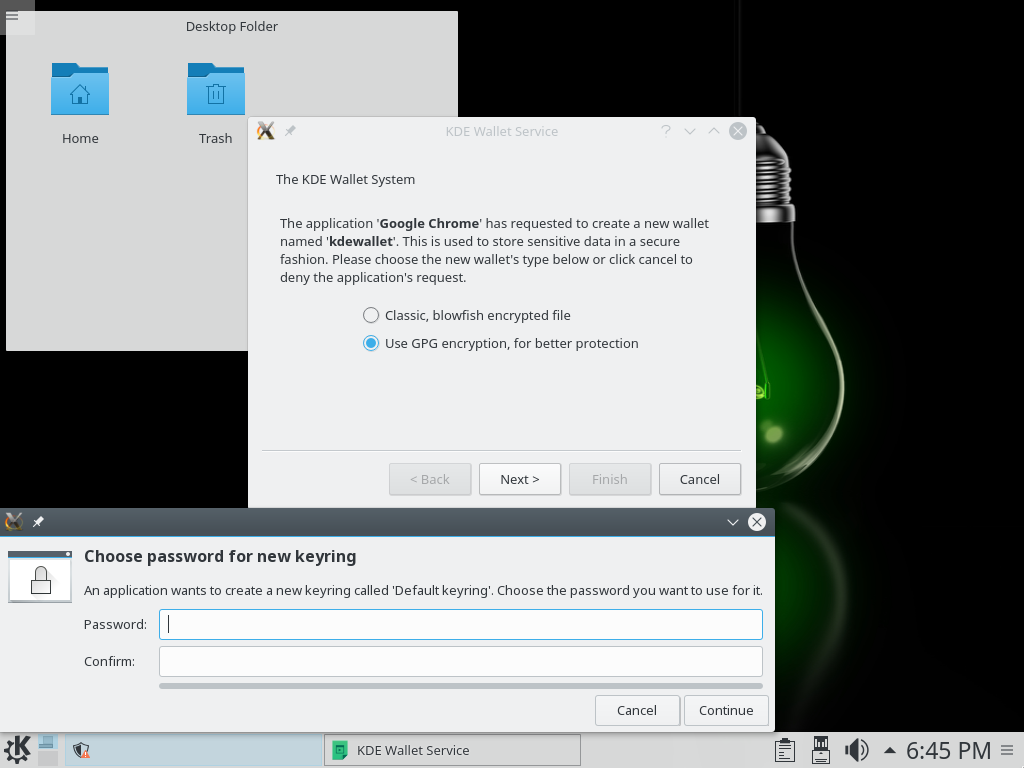 Desktop Folder
Home
Trash
KDE Wallet Service
The KDE Wallet System
The application 'Google Chrome' has requested to create a new wallet
named 'kdewallet'. This is used to store sensitive data in a secure
fashion. Please choose the new wallet's type below or click cancel to
deny the application's request.
Classic, blowfish encrypted file
Use GPG encryption, for better protection
< Back
Next >
Finish
Cancel
Choose password for new keyring
An application wants to create a new keyring called 'Default keyring'. Choose the password you want to use for it.
Password:
Confirm:
Cancel
Continue
KDE Wallet Service
6:45 PM